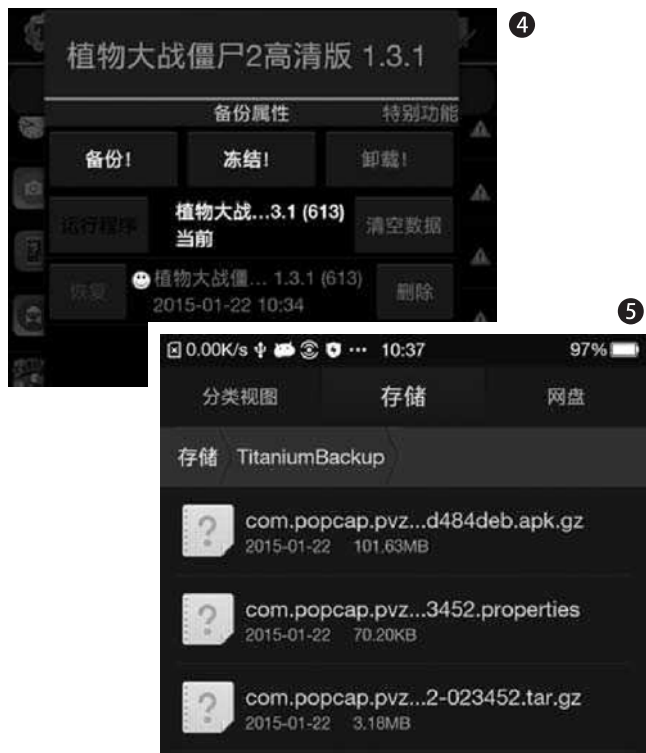 ❹
植物大战僵尸2高清版 1.3.1
备份属性 特别功能
备份! 冻结! 卸载!
运行程序 植物大战...3.1 (613) 当前 清空数据
恢复 植物大战僵... 1.3.1 (613) 2015-01-22 10:34 删除
❺
0.00K/s ··· 10:37 97%
分类视图 存储 网盘
存储 TitaniumBackup
com.popcap.pvz...d484deb.apk.gz
2015-01-22 101.63MB
com.popcap.pvz...3452.properties
2015-01-22 70.20KB
com.popcap.pvz...2-023452.tar.gz
2015-01-22 3.18MB